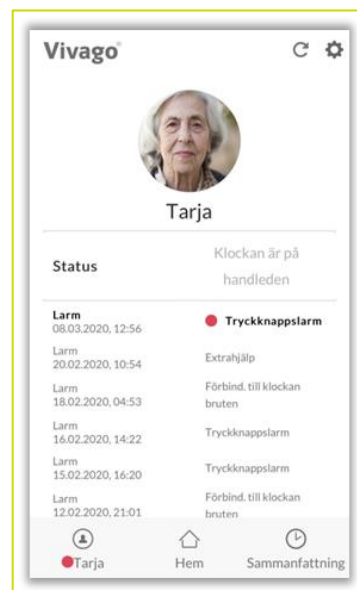 Vivago
Tarja
Status
Klockan är på
handleden
Larm
08.03.2020, 12:56
Tryckknappslarm
Larm
20.02.2020, 10:54
Extrahjälp
Larm
18.02.2020, 04:53
Förbind. till klockan
bruten
Larm
16.02.2020, 14:22
Tryckknappslarm
Larm
15.02.2020, 16:20
Tryckknappslarm
Larm
12.02.2020, 21:01
Förbind. till klockan
bruten
Tarja
Hem
Sammanfattning